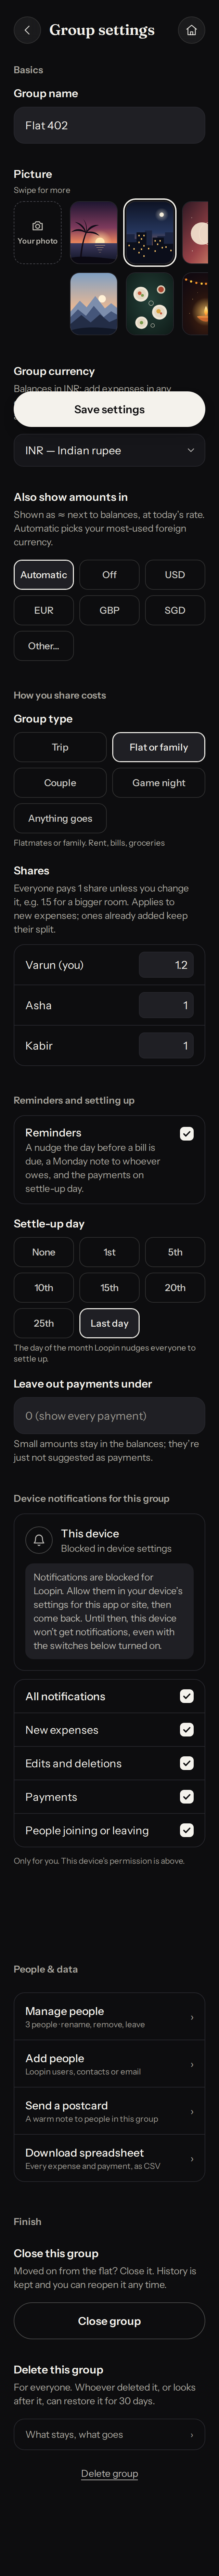 Group settings
Basics
Group name
Flat 402
Picture
Swipe for more
Your photo
Group currency
Balances in INR; add expenses in any
Save settings
INR — Indian rupee
Also show amounts in
Shown as ≈ next to balances, at today's rate.
Automatic picks your most-used foreign
currency.
Automatic
Off
USD
EUR
GBP
SGD
Other...
How you share costs
Group type
Trip
Flat or family
Couple
Game night
Anything goes
Flatmates or family. Rent, bills, groceries
Shares
Everyone pays 1 share unless you change
it, e.g. 1.5 for a bigger room. Applies to
new expenses; ones already added keep
their split.
Varun (you)
1.2
Asha
1
Kabir
1
Reminders and settling up
Reminders
A nudge the day before a bill is
due, a Monday note to whoever
owes, and the payments on
settle-up day.
Settle-up day
None
1st
5th
10th
15th
20th
25th
Last day
The day of the month Loopin nudges everyone to
settle up.
Leave out payments under
0 (show every payment)
Small amounts stay in the balances; they're
just not suggested as payments.
Device notifications for this group
This device
Blocked in device settings
Notifications are blocked for
Loopin. Allow them in your device's
settings for this app or site, then
come back. Until then, this device
won't get notifications, even with
the switches below turned on.
All notifications
New expenses
Edits and deletions
Payments
People joining or leaving
Only for you. This device's permission is above.
People & data
Manage people
3 people · rename, remove, leave
Add people
Loopin users, contacts or email
Send a postcard
A warm note to people in this group
Download spreadsheet
Every expense and payment, as CSV
Finish
Close this group
Moved on from the flat? Close it. History is
kept and you can reopen it any time.
Close group
Delete this group
For everyone. Whoever deleted it, or looks
after it, can restore it for 30 days.
What stays, what goes
Delete group